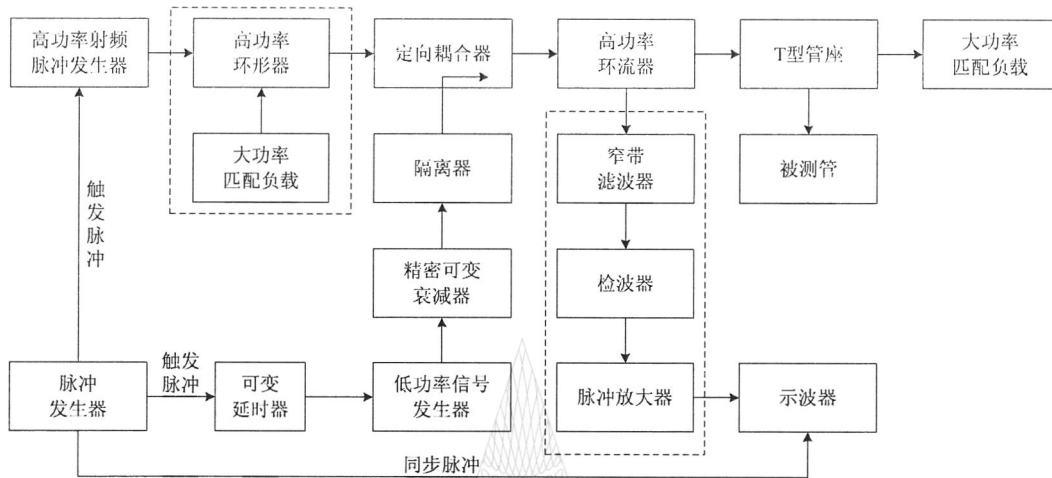 高功率射频
脉冲发生器
高功率
环形器
定向耦合器
高功率
环流器
T型管座
大功率
匹配负载
大功率
匹配负载
隔离器
窄带
滤波器
被测管
触
发
脉
冲
精密可变
衰减器
检波器
脉冲
发生器
触发
脉冲
可变
延时器
低功率信号
发生器
脉冲放大器
示波器
同步脉冲